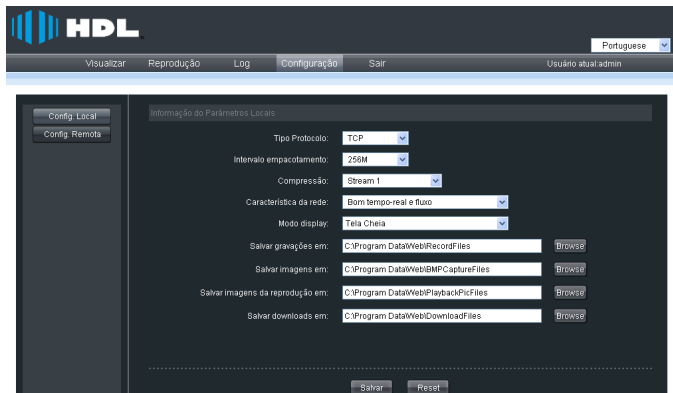 HDL
Portuguese
Visualizar Reprodução Log Configuração Sair Usuário atual:admin
Config. Local
Config. Remota
Informação do Parâmetros Locais
Tipo Protocolo: TCP
Intervalo empacotamento: 256M
Compressão: Stream 1
Característica da rede: Bom tempo-real e fluxo
Modo display: Tela Cheia
Salvar gravações em: C:\Program Data\Web\RecordFiles Browse
Salvar imagens em: C:\Program Data\Web\BMPCaptureFiles Browse
Salvar imagens da reprodução em: C:\Program Data\Web\PlaybackPicFiles Browse
Salvar downloads em: C:\Program Data\Web\DownloadFiles Browse
Salvar Reset